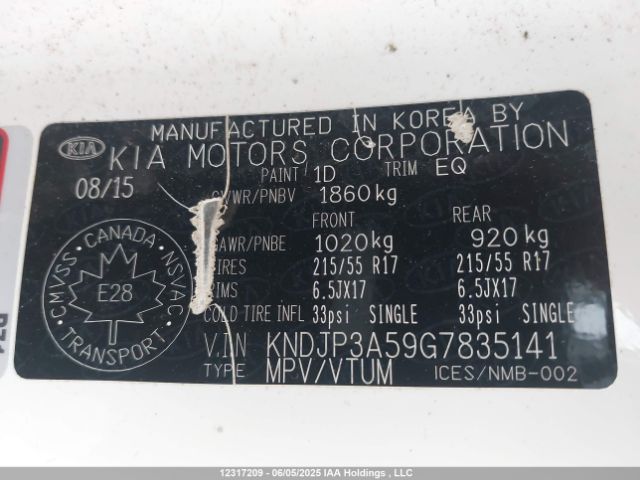 MANUFACTURED IN KOREA BY
KIA KIA MOTORS CORPORATION
08/15 PAINT 1D TRIM EQ
GVWR/PNBV 1860kg
FRONT REAR
GAWR/PNBE 1020kg 920kg
TIRES 215/55 R17 215/55 R17
RIMS 6.5JX17 6.5JX17
COLD TIRE INFL 33psi SINGLE 33psi SINGLE
V.I.N KNDJP3A59G7835141
TYPE MPV/VTUM ICES/NMB-002
CMVSS · CANADA · NSVAC
E28
TRANSPORT
12317209 - 06/05/2025 IAA Holdings, LLC